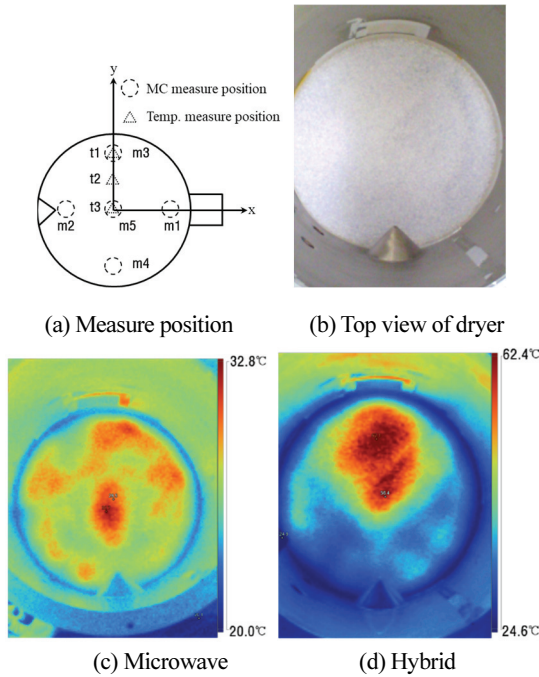 y
MC measure position
Temp. measure position
t1 m3
t2
t3
x
m2 m5 m1
m4
(a) Measure position
(b) Top view of dryer
32.8℃
20.0℃
62.4℃
24.6℃
(c) Microwave
(d) Hybrid